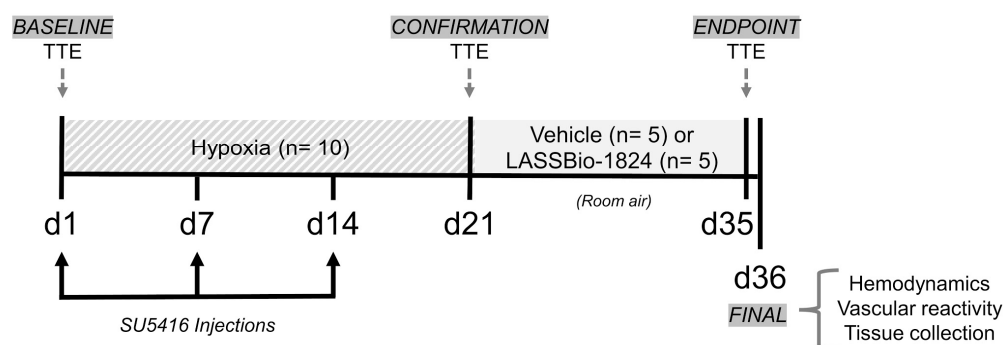 BASELINE
TTE
CONFIRMATION
TTE
ENDPOINT
TTE
Hypoxia (n= 10)
Vehicle (n= 5) or
LASSBio-1824 (n= 5)
(Room air)
d1
d7
d14
d21
d35
d36
FINAL
Hemodynamics
Vascular reactivity
Tissue collection
SU5416 Injections